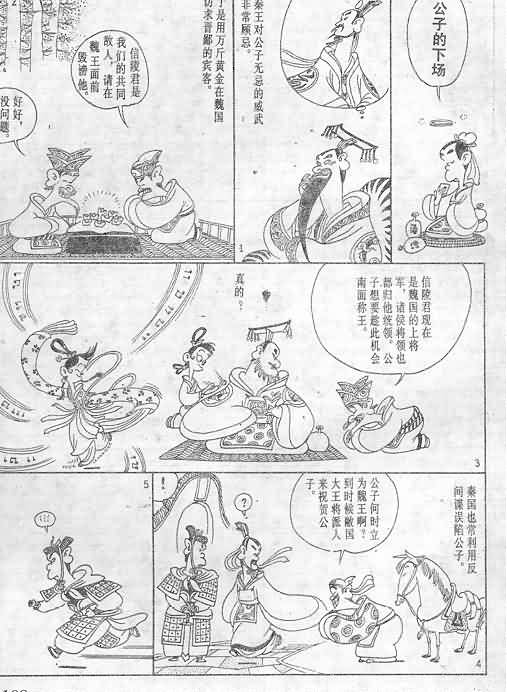 公子的下场
秦王对公子无忌的威武
非常顾忌。
1
于是用万斤黄金在魏国
访求晋鄙的宾客。
信陵君是
我们的共同
敌人，请在
魏王面前
毁谤他。
好好，
没问题。
2
信陵君现在
是魏国的上将
军，诸侯将领也
都归他统领。公
子想要趁此机会
南面称王。
真的？
3
秦国也常利用反
间谍误陷公子。
公子何时立
为魏王啊？
到时候敝国
大王将派人
来祝贺公
子。
?
4
!!!
5